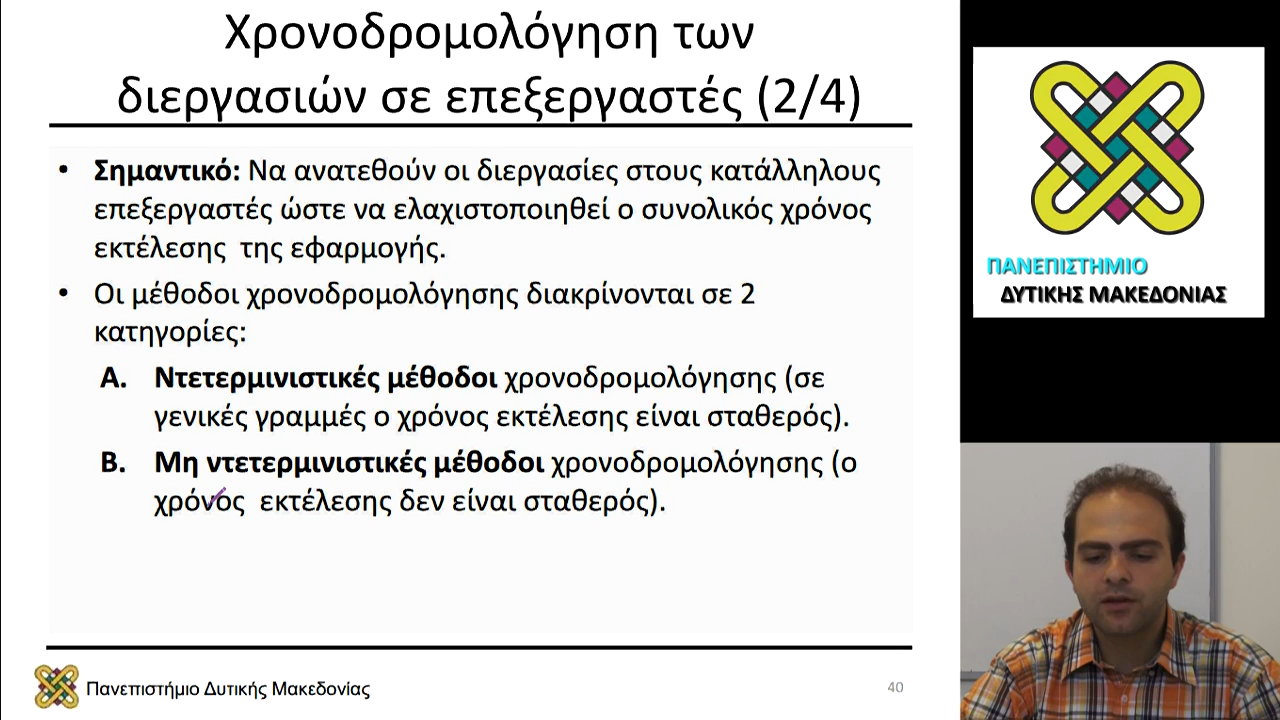 Χρονοδρομολόγηση των
διεργασιών σε επεξεργαστές (2/4)
• Σημαντικό: Να ανατεθούν οι διεργασίες στους κατάλληλους
επεξεργαστές ώστε να ελαχιστοποιηθεί ο συνολικός χρόνος
εκτέλεσης της εφαρμογής.
• Οι μέθοδοι χρονοδρομολόγησης διακρίνονται σε 2
κατηγορίες:
A. Ντετερμινιστικές μέθοδοι χρονοδρομολόγησης (σε
γενικές γραμμές ο χρόνος εκτέλεσης είναι σταθερός).
B. Μη ντετερμινιστικές μέθοδοι χρονοδρομολόγησης (ο
χρόνος εκτέλεσης δεν είναι σταθερός).
Πανεπιστήμιο Δυτικής Μακεδονίας
40
ΠΑΝΕΠΙΣΤΗΜΙΟ
ΔΥΤΙΚΗΣ ΜΑΚΕΔΟΝΙΑΣ